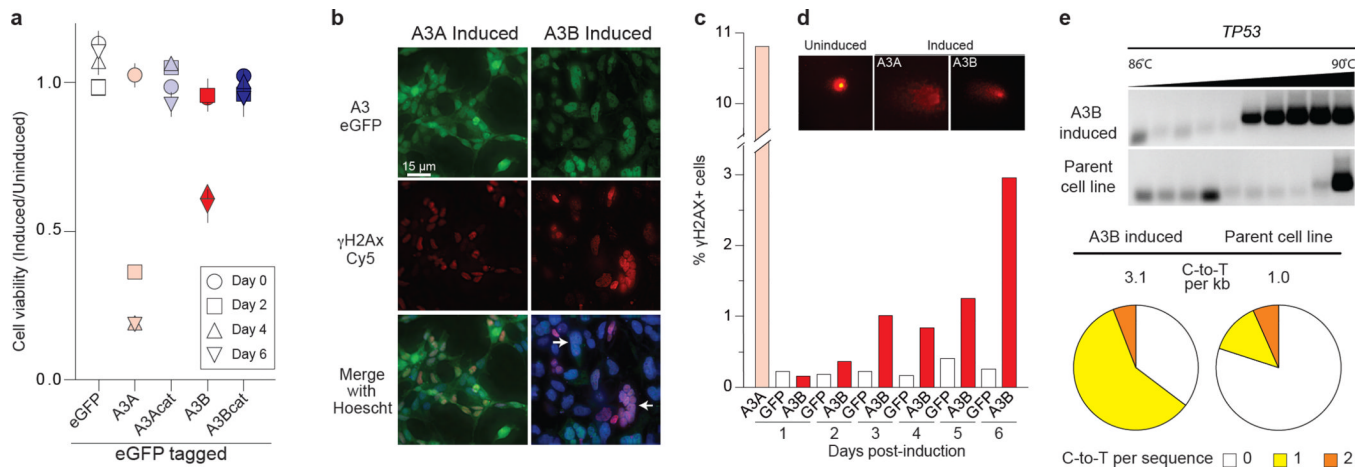 a
Cell viability (Induced/Uninduced)
1.0
0.5
0.0
Day 0
Day 2
Day 4
Day 6
eGFP
A3A
A3Acat
A3B
A3Bcat
eGFP tagged
b
A3A Induced
A3B Induced
A3
eGFP
15 µm
γH2Ax
Cy5
Merge
with
Hoescht
c
% γH2AX+ cells
11
10
3
2
1
0
A3A
GFP
A3B
GFP
A3B
GFP
A3B
GFP
A3B
GFP
A3B
GFP
A3B
1
2
3
4
5
6
Days post-induction
d
Uninduced
Induced
A3A
A3B
e
TP53
86°C
90°C
A3B
induced
Parent
cell line
A3B induced
Parent cell line
3.1
C-to-T
per kb
1.0
C-to-T per sequence
0
1
2